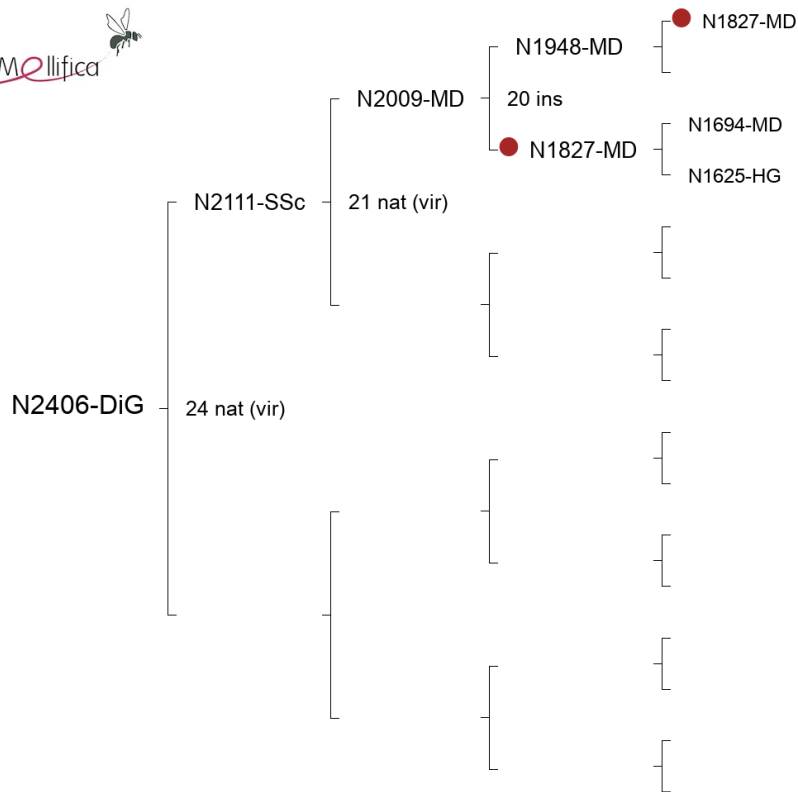 Mellifica
N1827-MD
N1948-MD
N2009-MD
20 ins
N1694-MD
N1827-MD
N1625-HG
N2111-SSc
21 nat (vir)
N2406-DiG
24 nat (vir)